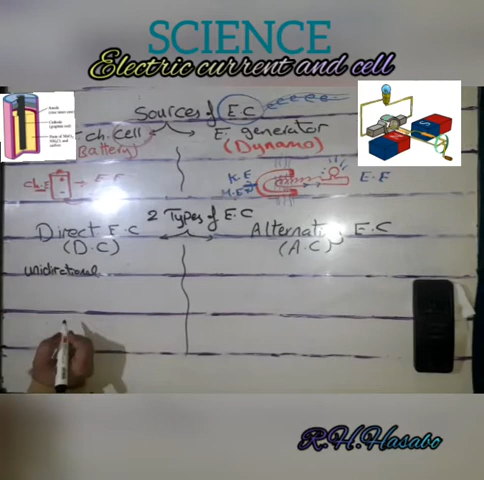 SCIENCE
Electric current and cell
Sources of E.C
ch. cell
(Battery)
E. generator
(Dynamo)
ch.E → E.E
K.E
M.E
E.E
2 Types of E.C
Direct E.C
(D.C)
Alternating E.C
(A.C)
unidirectional
R.H.Hasabo